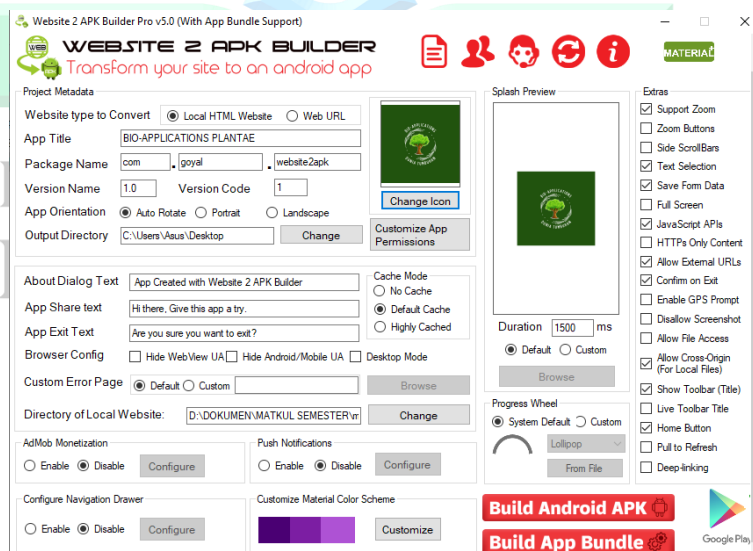 Website 2 APK Builder Pro v5.0 (With App Bundle Support)
WEBSITE 2 APK BUILDER
Transform your site to an android app
MATERIAL
Project Metadata
Website type to Convert Local HTML Website Web URL
App Title BIO-APPLICATIONS PLANTAE
Package Name com . goyal . website2apk
Version Name 1.0 Version Code 1
App Orientation Auto Rotate Portrait Landscape
Output Directory C:\Users\Asus\Desktop Change
Change Icon
Customize App
Permissions
About Dialog Text App Created with Website 2 APK Builder
App Share text Hi there, Give this app a try.
App Exit Text Are you sure you want to exit?
Browser Config Hide WebView UA Hide Android/Mobile UA Desktop Mode
Custom Error Page Default Custom Browse
Directory of Local Website: D:\DOKUMEN\MATKUL SEMESTER\ Change
Cache Mode
No Cache
Default Cache
Highly Cached
AdMob Monetization
Enable Disable Configure
Push Notifications
Enable Disable Configure
Configure Navigation Drawer
Enable Disable Configure
Customize Material Color Scheme
Customize
Splash Preview
Duration 1500 ms
Default Custom
Browse
Progress Wheel
System Default Custom
Lollipop
From File
Build Android APK
Build App Bundle
Extras
Support Zoom
Zoom Buttons
Side ScrollBars
Text Selection
Save Form Data
Full Screen
JavaScript APIs
HTTPs Only Content
Allow External URLs
Confirm on Exit
Enable GPS Prompt
Disallow Screenshot
Allow File Access
Allow Cross-Origin
(For Local Files)
Show Toolbar (Title)
Live Toolbar Title
Home Button
Pull to Refresh
Deep-linking
Google Play